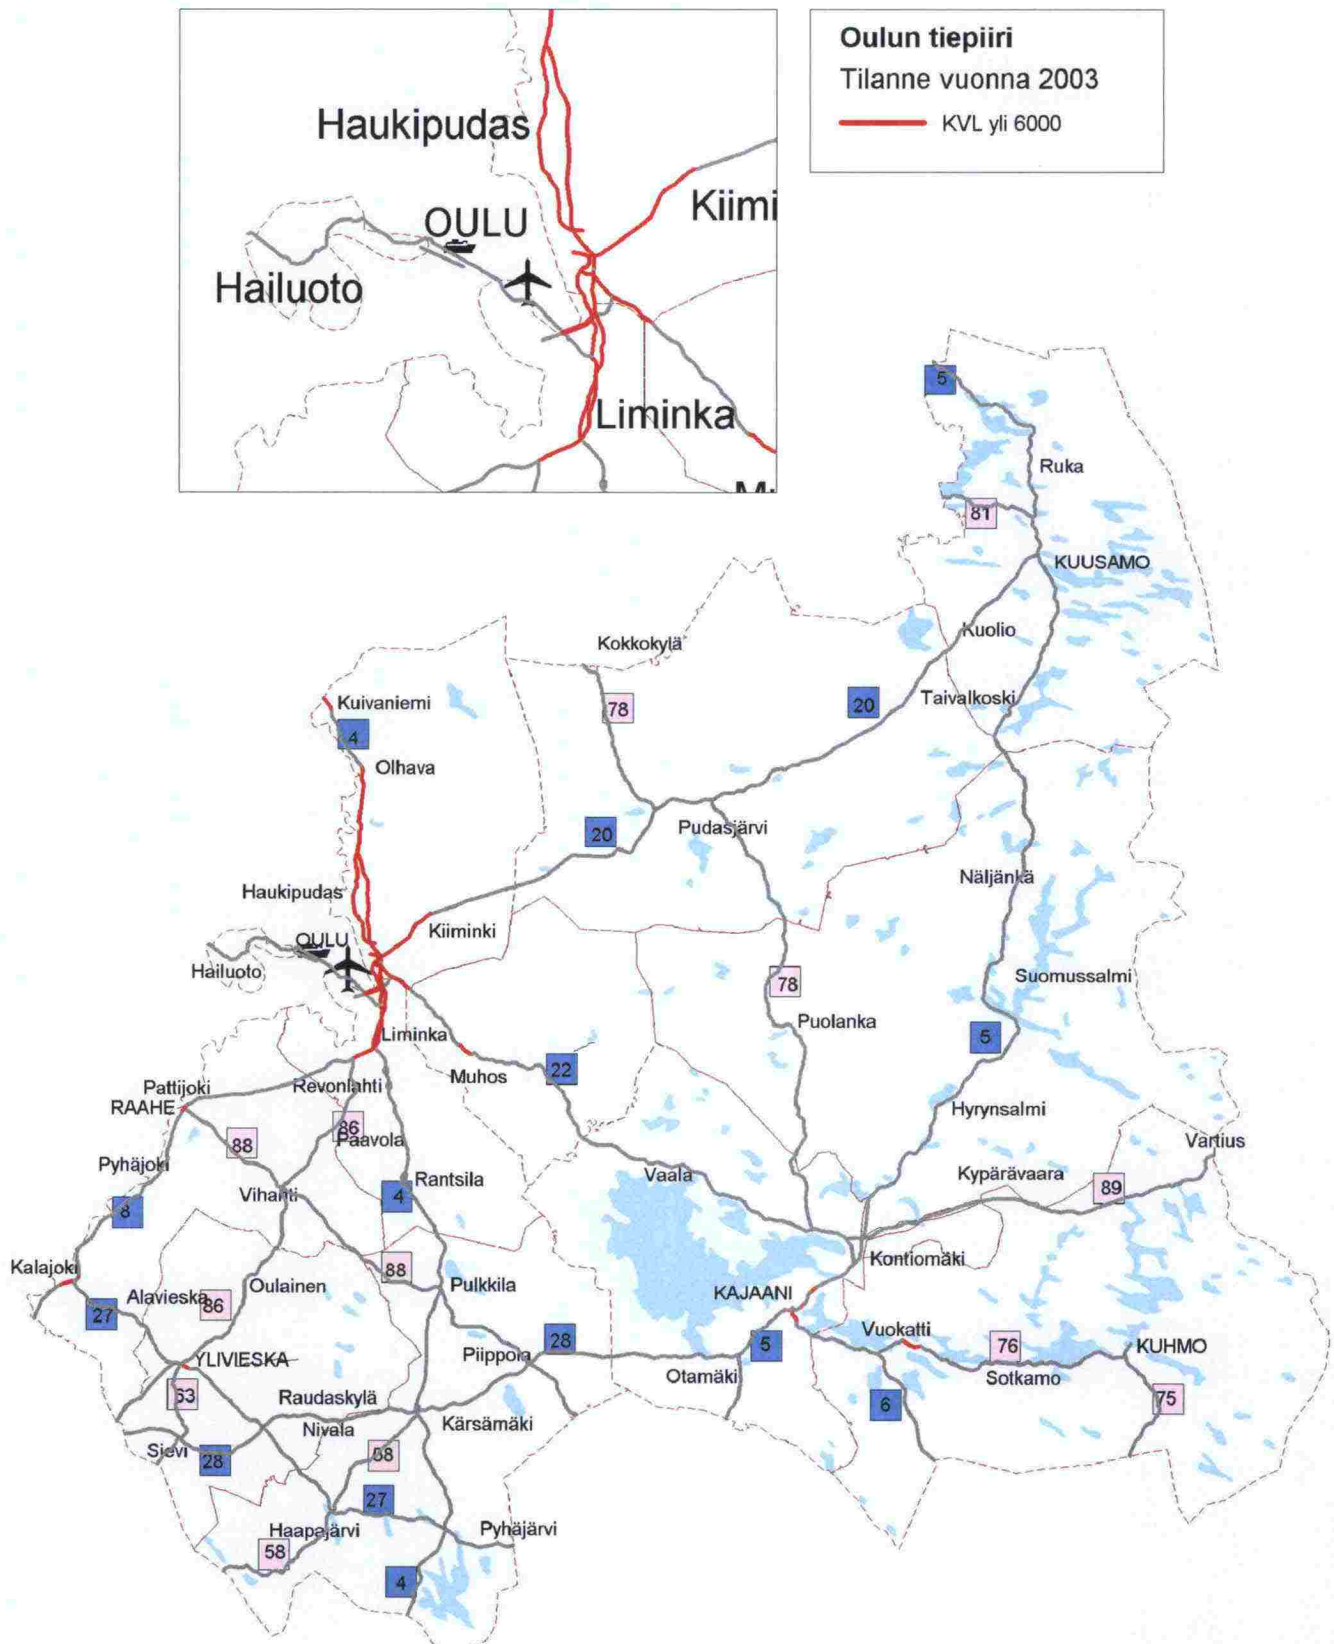 Oulun tiepiiri
Tilanne vuonna 2003
KVL yli 6000
Haukipudas
Kiimi
OULU
Hailuoto
Liminka
5
Ruka
81
KUUSAMO
Kuolio
Kokkokylä
78
20
Taivalkoski
Kuivaniemi
4
Olhava
20
Pudasjärvi
Näljänkä
Haukipudas
Kiiminki
OULU
Hailuoto
Suomussalmi
78
Puolanka
5
Liminka
Muhos
22
Pattijoki
Revonlahti
RAAHE
86
88
Paavola
Hyrynsalmi
Vartius
Pyhäjoki
Vaala
Kypärävaara
89
Vihanti
4
Rantsila
8
Kalajoki
88
Kontiomäki
Alavieska
86
Oulainen
Pulkkila
KAJAANI
27
28
5
Vuokatti
76
KUHMO
YLIVIESKA
Piippola
Otamäki
Sotkamo
63
Raudaskylä
6
75
Nivala
Kärsämäki
Sievi
28
58
27
Haapajärvi
Pyhäjärvi
58
4